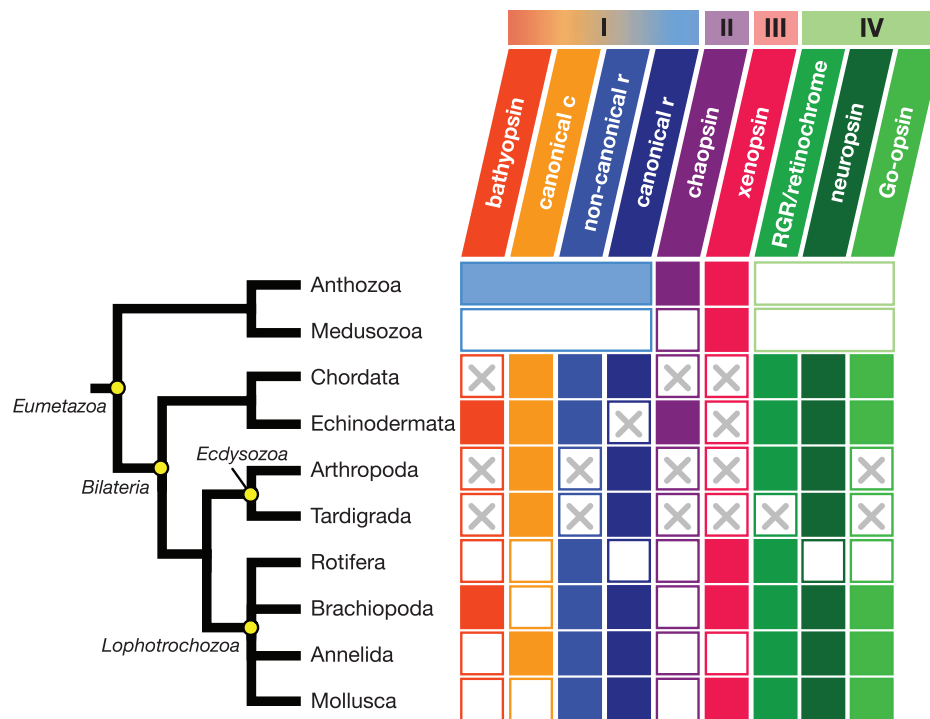 I II III IV
bathyopsin
canonical c
non-canonical r
canonical r
chaopsin
xenopsin
RGR/retinochrome
neuropsin
Go-opsin
Anthozoa
Medusozoa
Chordata
Eumetazoa
Echinodermata
Ecdysozoa
Arthropoda
Bilateria
Tardigrada
Rotifera
Brachiopoda
Lophotrochozoa
Annelida
Mollusca